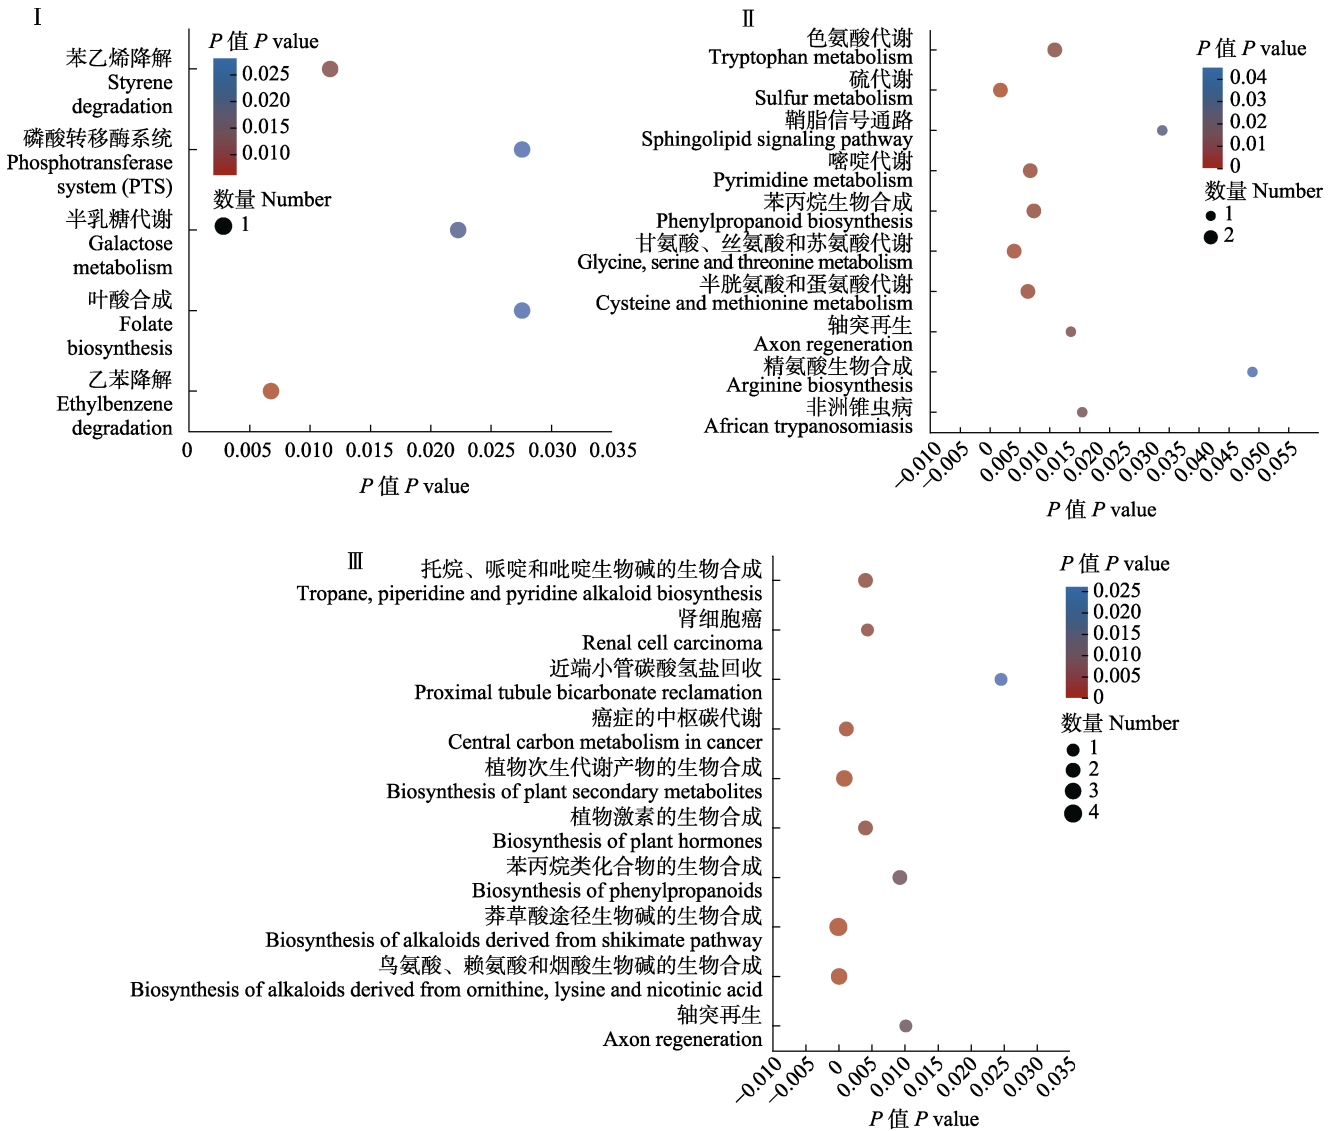 Ⅰ
苯乙烯降解
Styrene
degradation
磷酸转移酶系统
Phosphotransferase
system (PTS)
半乳糖代谢
Galactose
metabolism
叶酸合成
Folate
biosynthesis
乙苯降解
Ethylbenzene
degradation
P 值 P value
0.025
0.020
0.015
0.010
数量 Number
1
0 0.005 0.010 0.015 0.020 0.025 0.030 0.035
P 值 P value
Ⅱ
色氨酸代谢
Tryptophan metabolism
硫代谢
Sulfur metabolism
鞘脂信号通路
Sphingolipid signaling pathway
嘧啶代谢
Pyrimidine metabolism
苯丙烷生物合成
Phenylpropanoid biosynthesis
甘氨酸、丝氨酸和苏氨酸代谢
Glycine, serine and threonine metabolism
半胱氨酸和蛋氨酸代谢
Cysteine and methionine metabolism
轴突再生
Axon regeneration
精氨酸生物合成
Arginine biosynthesis
非洲锥虫病
African trypanosomiasis
P 值 P value
0.04
0.03
0.02
0.01
0
数量 Number
1
2
−0.010 −0.005 0 0.005 0.010 0.015 0.020 0.025 0.030 0.035 0.040 0.045 0.050 0.055
P 值 P value
Ⅲ
托烷、哌啶和吡啶生物碱的生物合成
Tropane, piperidine and pyridine alkaloid biosynthesis
肾细胞癌
Renal cell carcinoma
近端小管碳酸氢盐回收
Proximal tubule bicarbonate reclamation
癌症的中枢碳代谢
Central carbon metabolism in cancer
植物次生代谢产物的生物合成
Biosynthesis of plant secondary metabolites
植物激素的生物合成
Biosynthesis of plant hormones
苯丙烷类化合物的生物合成
Biosynthesis of phenylpropanoids
莽草酸途径生物碱的生物合成
Biosynthesis of alkaloids derived from shikimate pathway
鸟氨酸、赖氨酸和烟酸生物碱的生物合成
Biosynthesis of alkaloids derived from ornithine, lysine and nicotinic acid
轴突再生
Axon regeneration
P 值 P value
0.025
0.020
0.015
0.010
0.005
0
数量 Number
1
2
3
4
−0.010 −0.005 0 0.005 0.010 0.015 0.020 0.025 0.030 0.035
P 值 P value